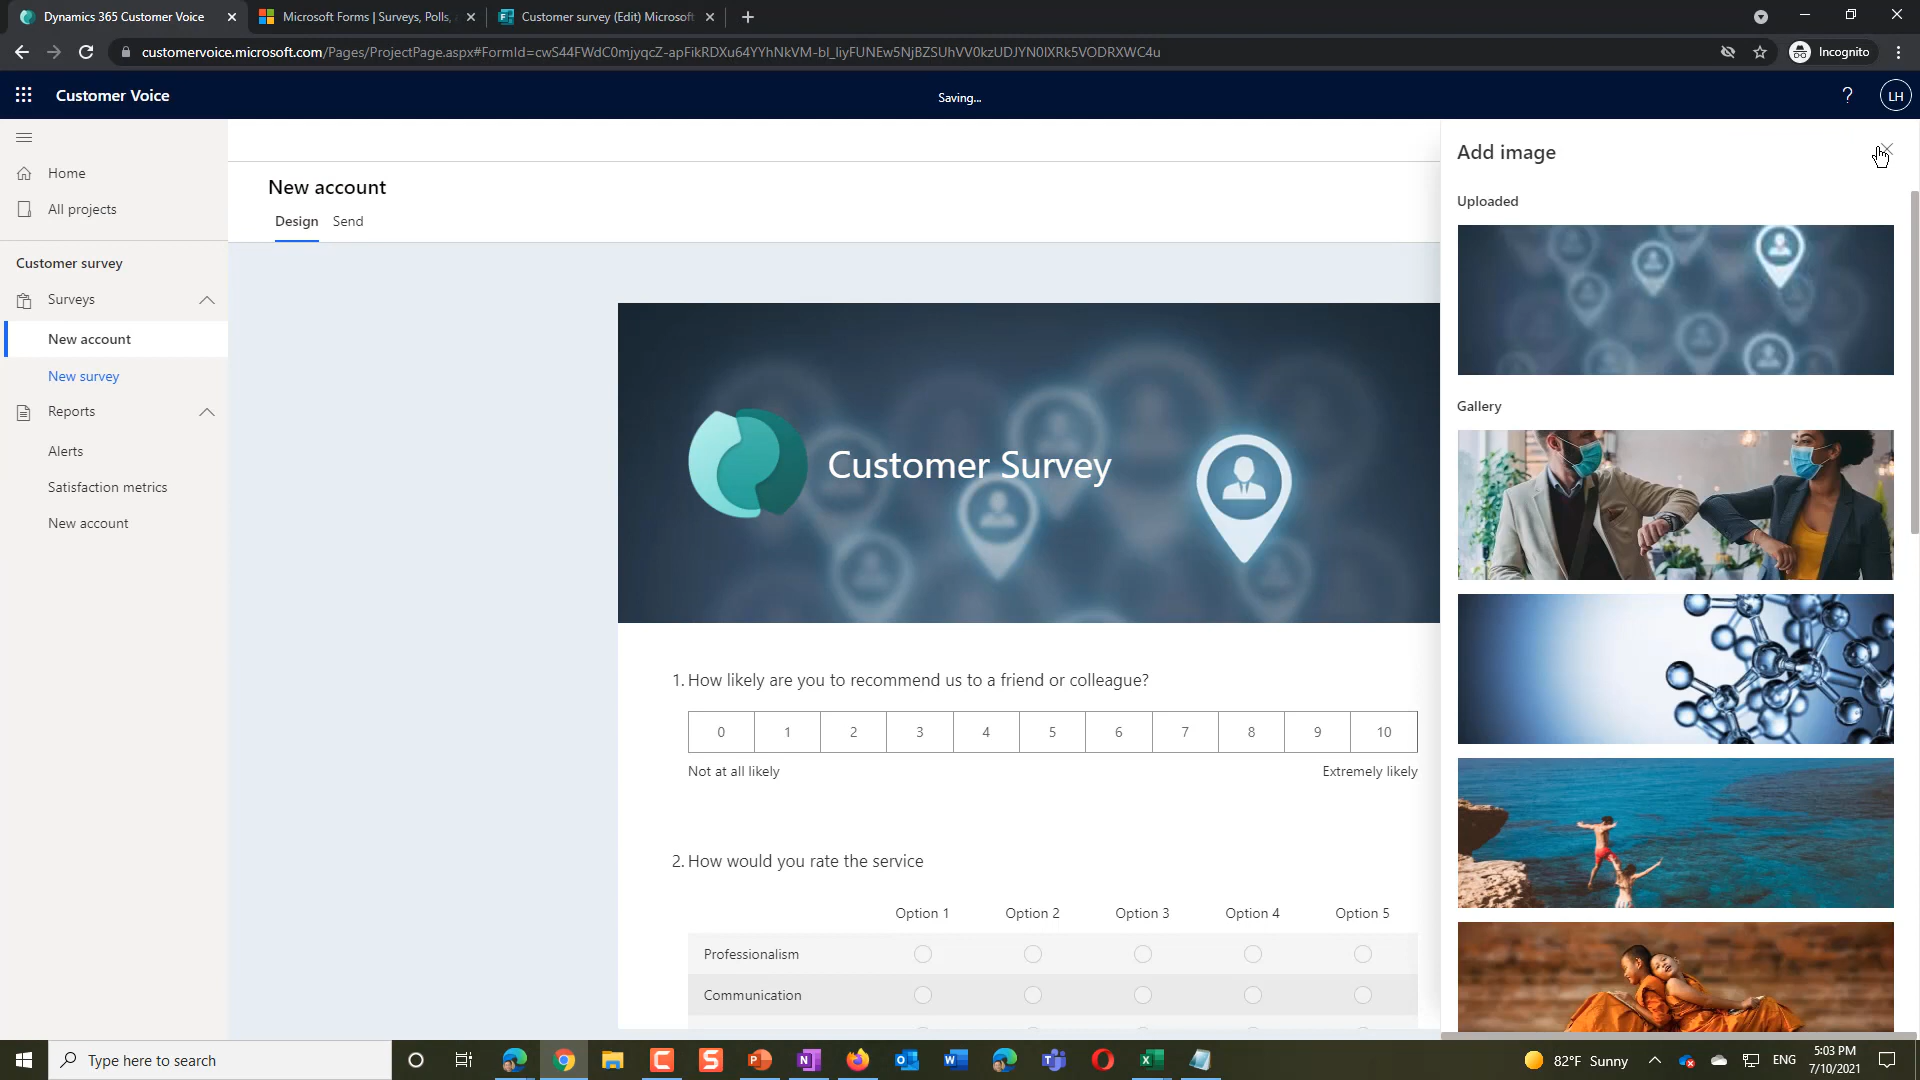 Dynamics 365 Customer Voice
Microsoft Forms | Surveys, Polls,
Customer survey (Edit) Microsoft
customervoice.microsoft.com/Pages/ProjectPage.aspx#FormId=cwS44FWdC0mjyqcZ-apFikRDXu64YYhNkVM-bl_liyFUNEw5NjBZSUhVV0kzUDJYN0lXRk5VODRXWC4u
Incognito
Customer Voice
Saving...
?
LH
Home
All projects
Customer survey
Surveys
New account
New survey
Reports
Alerts
Satisfaction metrics
New account
New account
Design
Send
Customer Survey
1. How likely are you to recommend us to a friend or colleague?
0 1 2 3 4 5 6 7 8 9 10
Not at all likely
Extremely likely
2. How would you rate the service
Option 1 Option 2 Option 3 Option 4 Option 5
Professionalism
Communication
Add image
Uploaded
Gallery
Type here to search
82°F Sunny
ENG
5:03 PM
7/10/2021